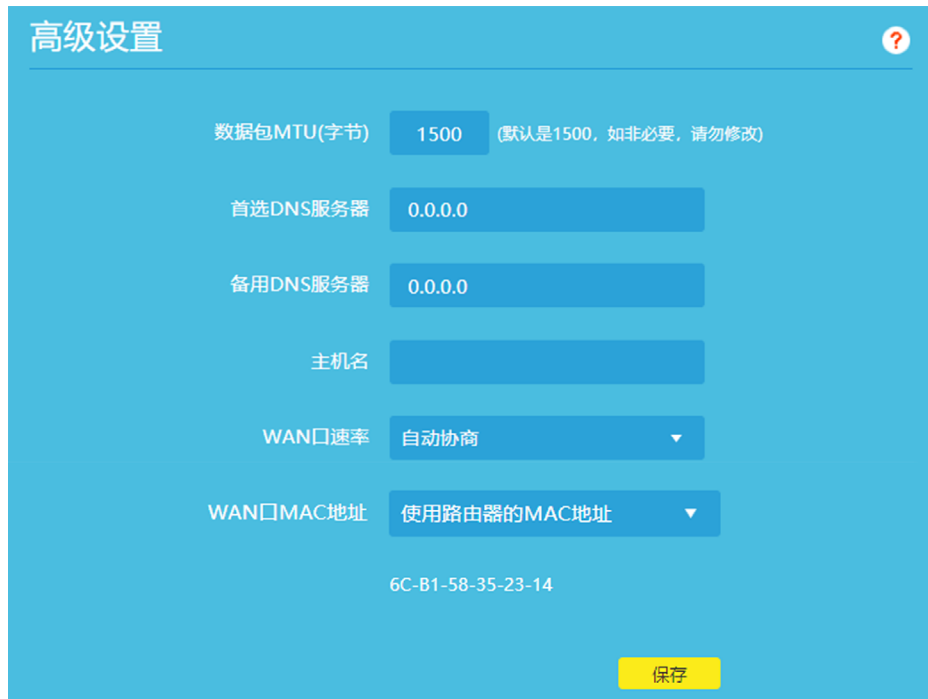 高级设置
?
数据包MTU(字节) 1500 (默认是1500，如非必要，请勿修改)
首选DNS服务器 0.0.0.0
备用DNS服务器 0.0.0.0
主机名
WAN口速率 自动协商
WAN口MAC地址 使用路由器的MAC地址
6C-B1-58-35-23-14
保存